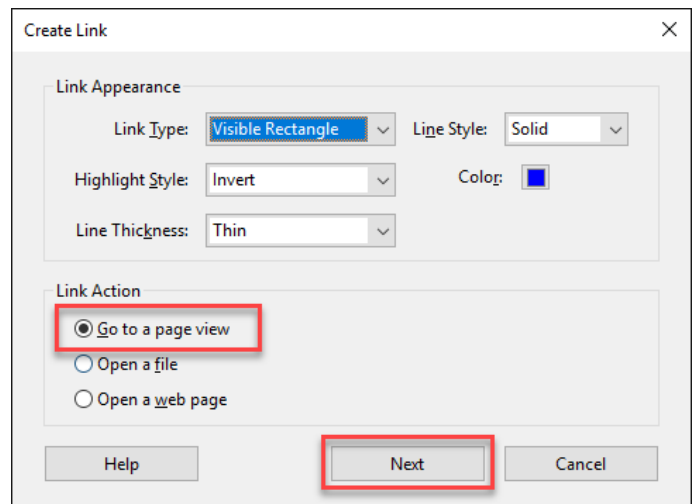 Create Link
Link Appearance
Link Type: Visible Rectangle Line Style: Solid
Highlight Style: Invert Color:
Line Thickness: Thin
Link Action
Go to a page view
Open a file
Open a web page
Help Next Cancel